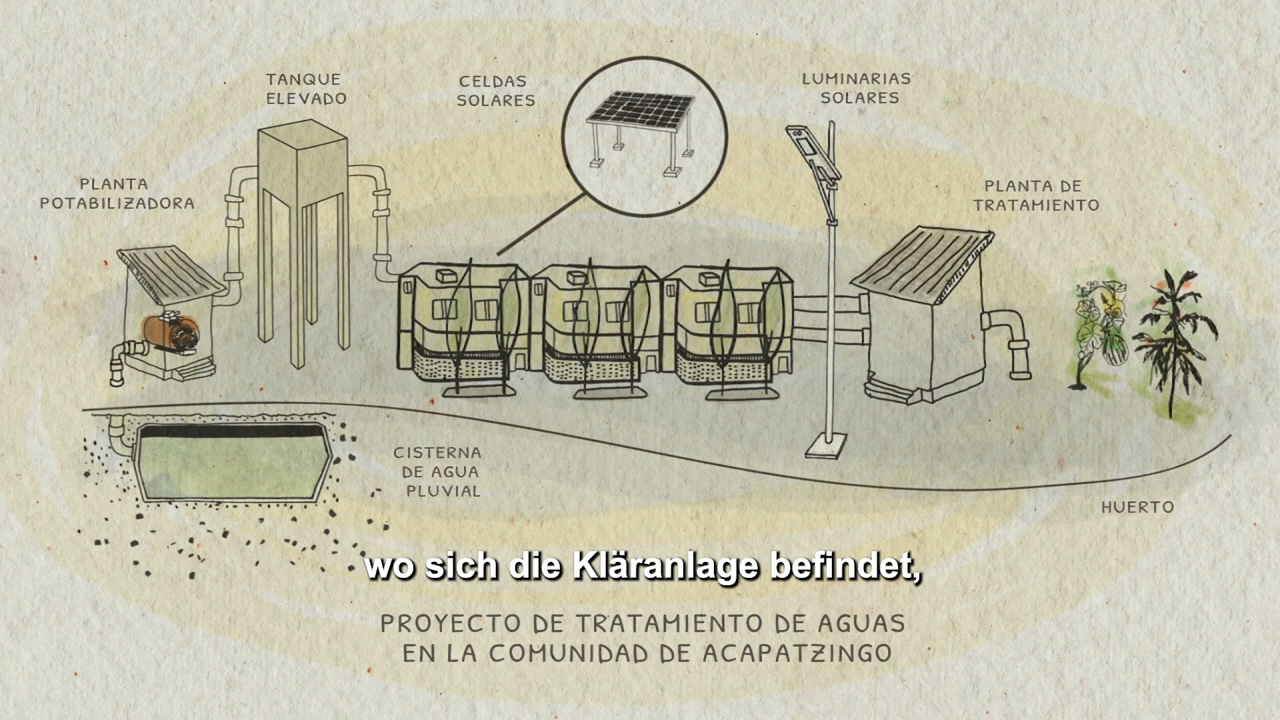 TANQUE
ELEVADO
CELDAS
SOLARES
LUMINARIAS
SOLARES
PLANTA
POTABILIZADORA
PLANTA DE
TRATAMIENTO
CISTERNA
DE AGUA
PLUVIAL
HUERTO
wo sich die Kläranlage befindet,
PROYECTO DE TRATAMIENTO DE AGUAS
EN LA COMUNIDAD DE ACAPATZINGO